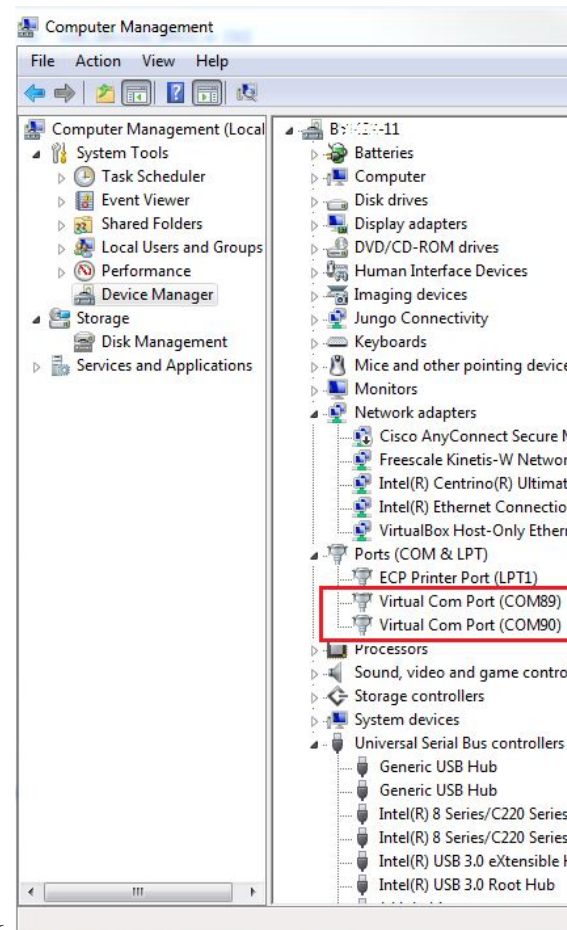 Computer Management
File Action View Help
Computer Management (Local
System Tools
Task Scheduler
Event Viewer
Shared Folders
Local Users and Groups
Performance
Device Manager
Storage
Disk Management
Services and Applications
-11
Batteries
Computer
Disk drives
Display adapters
DVD/CD-ROM drives
Human Interface Devices
Imaging devices
Jungo Connectivity
Keyboards
Mice and other pointing device
Monitors
Network adapters
Cisco AnyConnect Secure
Freescale Kinetis-W Networ
Intel(R) Centrino(R) Ultimat
Intel(R) Ethernet Connectio
VirtualBox Host-Only Ethern
Ports (COM & LPT)
ECP Printer Port (LPT1)
Virtual Com Port (COM89)
Virtual Com Port (COM90)
Processors
Sound, video and game contro
Storage controllers
System devices
Universal Serial Bus controllers
Generic USB Hub
Generic USB Hub
Intel(R) 8 Series/C220 Series
Intel(R) 8 Series/C220 Series
Intel(R) USB 3.0 eXtensible H
Intel(R) USB 3.0 Root Hub